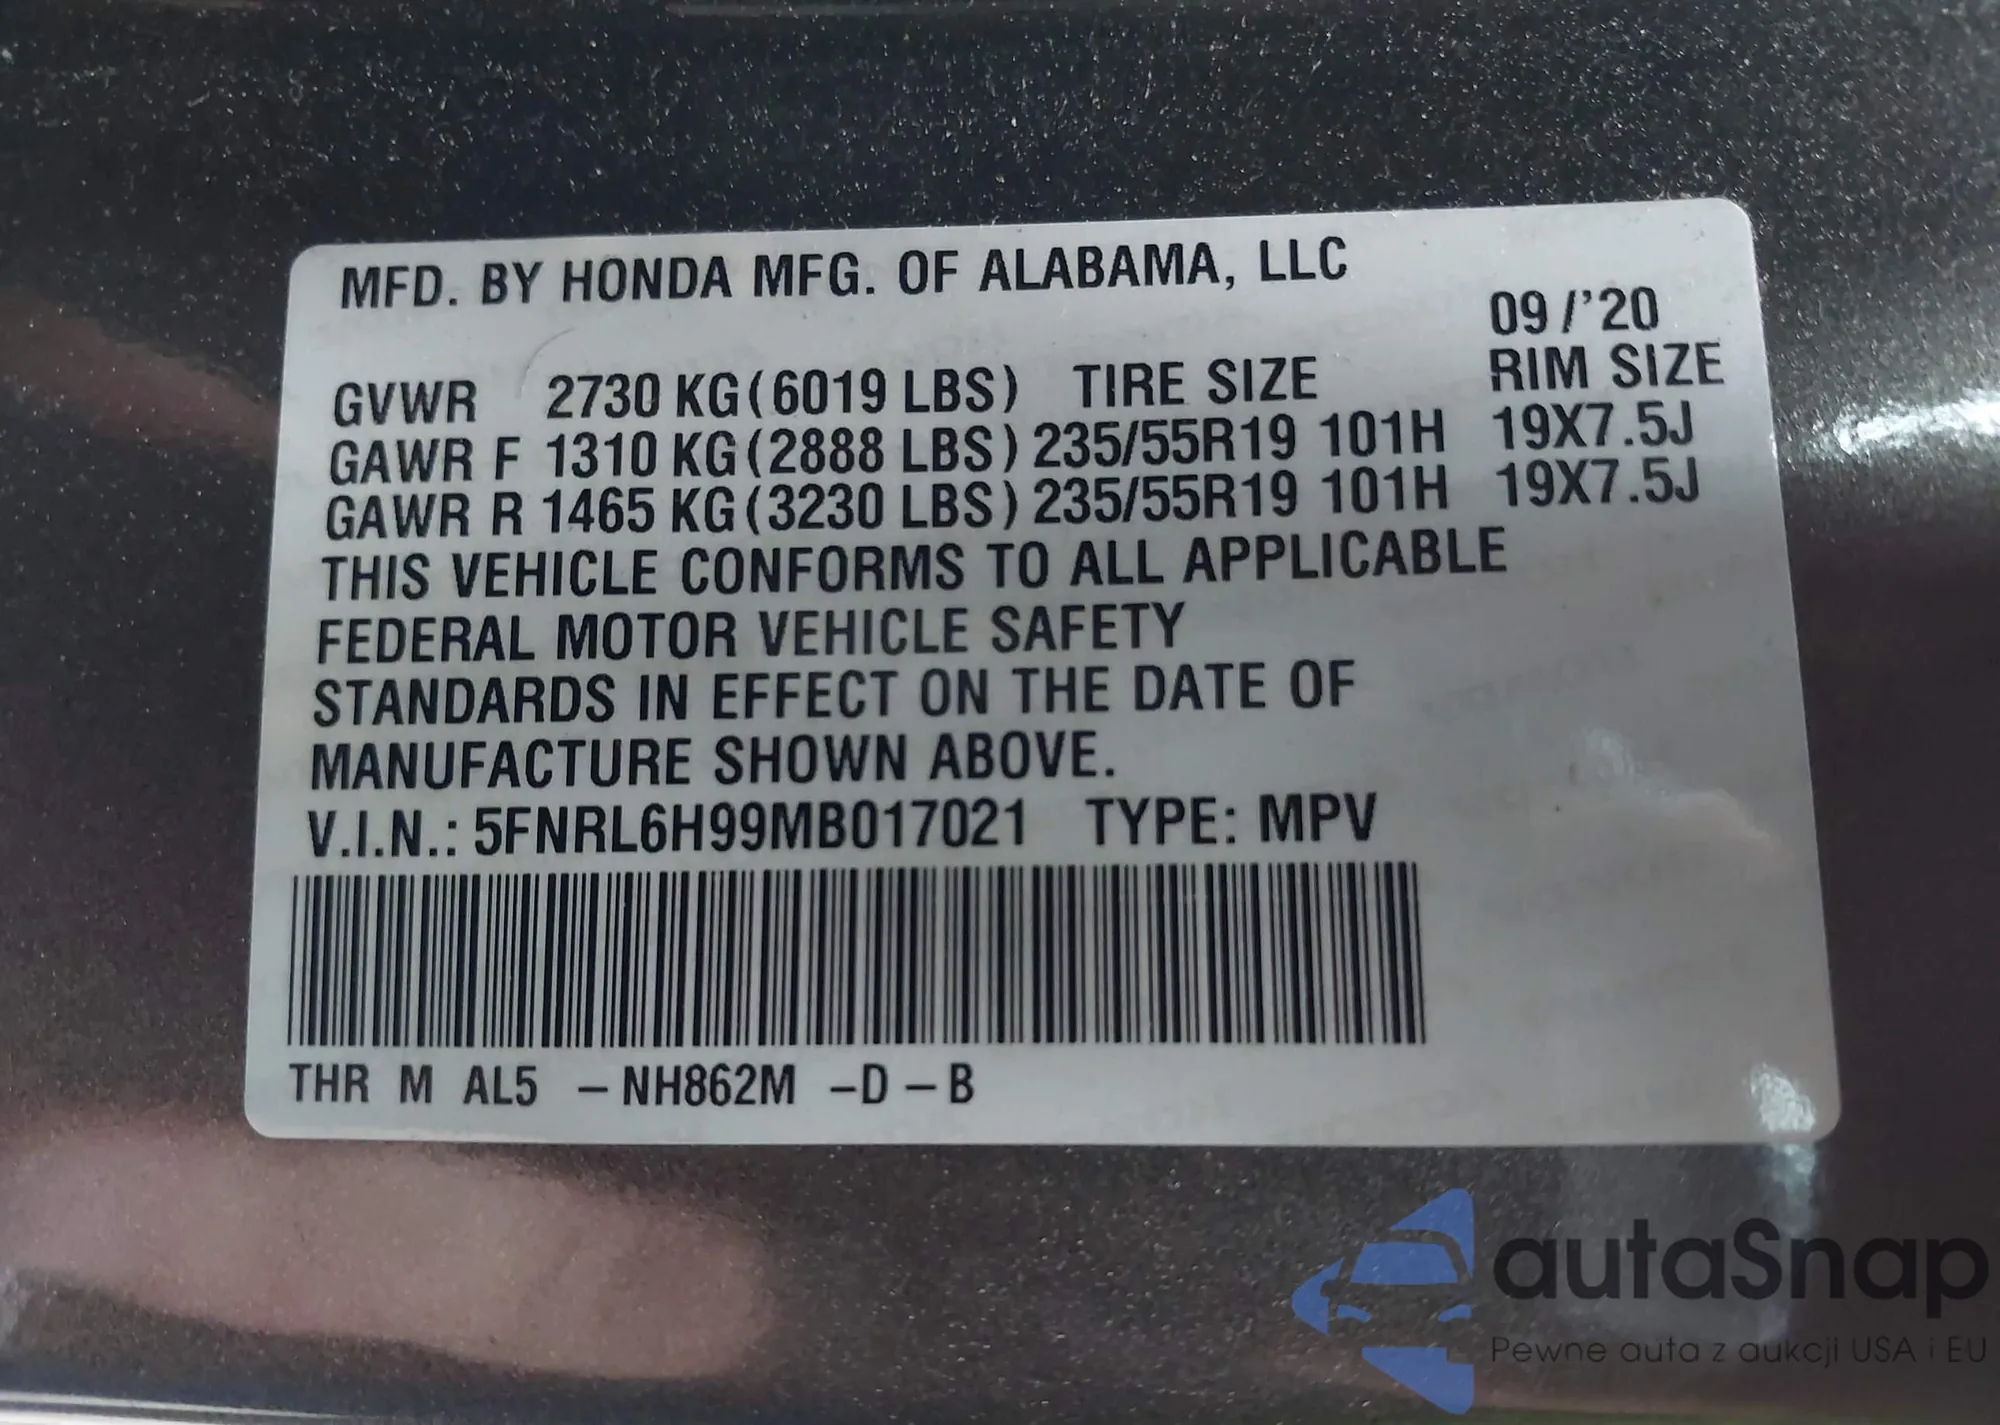 MFD. BY HONDA MFG. OF ALABAMA, LLC
09 /'20
GVWR 2730 KG (6019 LBS) TIRE SIZE RIM SIZE
GAWR F 1310 KG (2888 LBS) 235/55R19 101H 19X7.5J
GAWR R 1465 KG (3230 LBS) 235/55R19 101H 19X7.5J
THIS VEHICLE CONFORMS TO ALL APPLICABLE
FEDERAL MOTOR VEHICLE SAFETY
STANDARDS IN EFFECT ON THE DATE OF
MANUFACTURE SHOWN ABOVE.
V.I.N.: 5FNRL6H99MB017021 TYPE: MPV
THR M AL5 – NH862M –D – B
autaSnap
Pewne auta z aukcji USA i EU